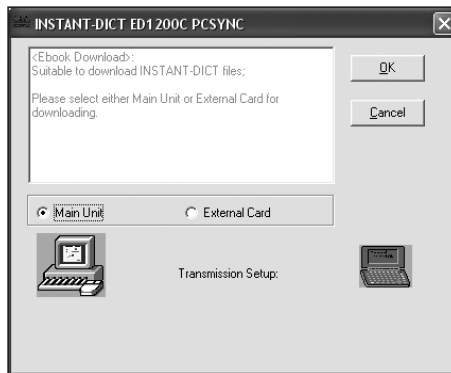 INSTANT-DICT ED1200C PCSYNC
<Ebook Download>:
Suitable to download INSTANT-DICT files;
Please select either Main Unit or External Card for
downloading.
OK
Cancel
Main Unit
External Card
Transmission Setup: